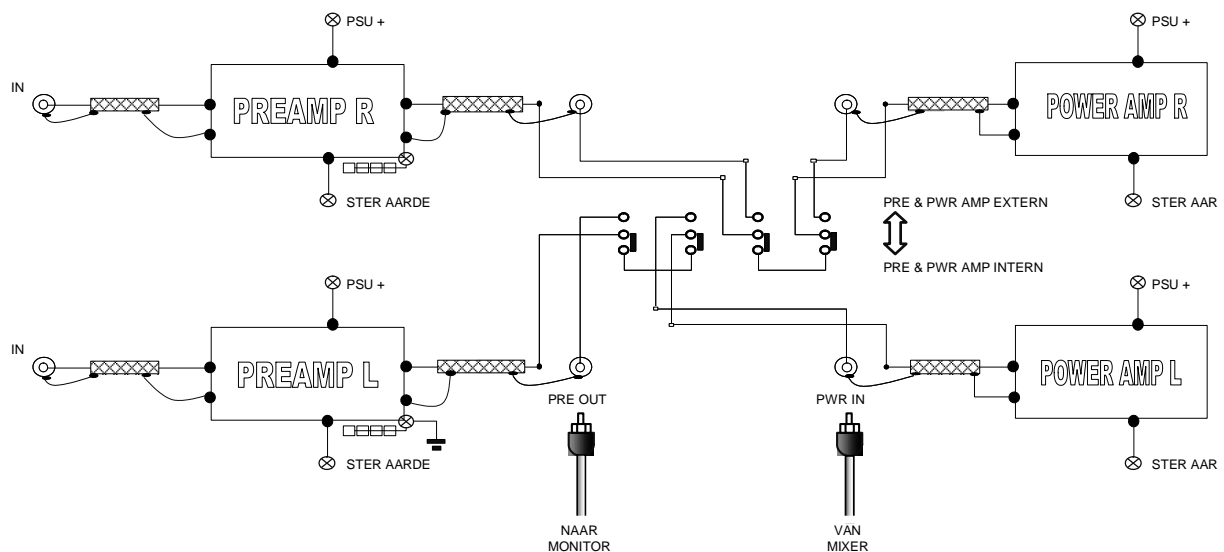 PSU +
PSU +
IN
PREAMP R
POWER AMP R
STER AARDE
PRE & PWR AMP EXTERN
STER AAR
PRE & PWR AMP INTERN
PSU +
PSU +
IN
PREAMP L
POWER AMP L
PRE OUT
PWR IN
STER AARDE
STER AAR
NAAR
MONITOR
VAN
MIXER